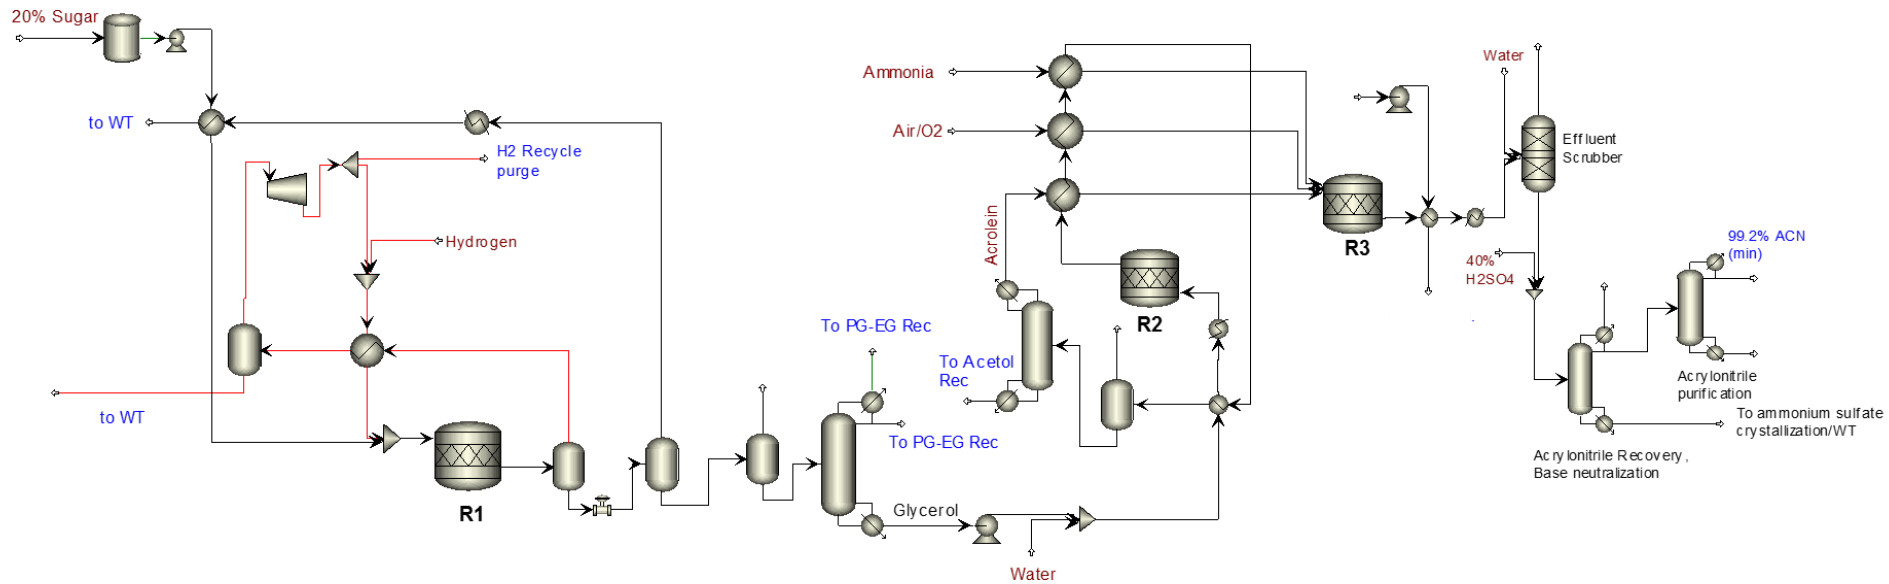 20% Sugar
to WT
H2 Recycle
purge
Hydrogen
to WT
R1
To PG-EG Rec
To PG-EG Rec
Glycerol
Water
Ammonia
Air/O2
Acrolein
To Acetol
Rec
R2
R3
Water
Effluent
Scrubber
40%
H2SO4
99.2% ACN
(min)
Acrylonitrile
purification
To ammonium sulfate
crystallization/WT
Acrylonitrile Recovery,
Base neutralization